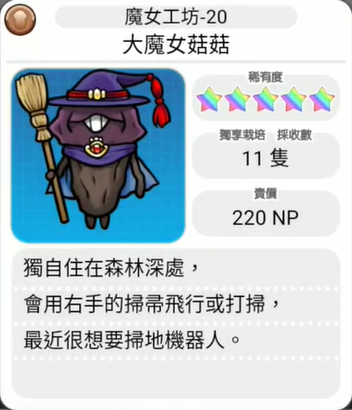 魔女工坊-20
大魔女菇菇
稀有度
獨享栽培 採收數
11 隻
賣價
220 NP
獨自住在森林深處，
會用右手的掃帚飛行或打掃，
最近很想要掃地機器人。